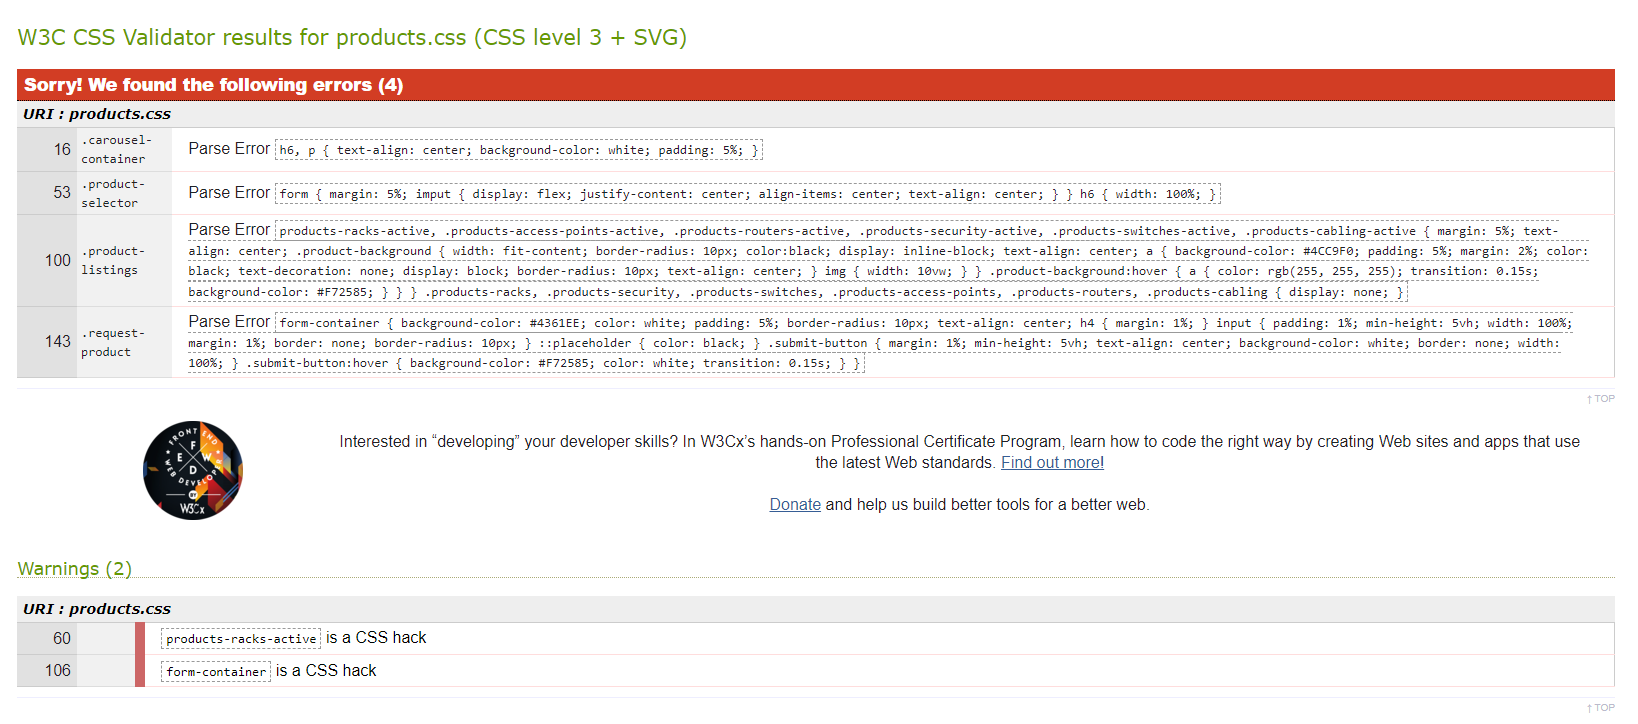 W3C CSS Validator results for products.css (CSS level 3 + SVG)
Sorry! We found the following errors (4)
URI : products.css
16 .carousel-container Parse Error h6, p { text-align: center; background-color: white; padding: 5%; }
53 .product-selector Parse Error form { margin: 5%; imput { display: flex; justify-content: center; align-items: center; text-align: center; } } h6 { width: 100%; }
100 .product-listings Parse Error products-racks-active, .products-access-points-active, .products-routers-active, .products-security-active, .products-switches-active, .products-cabling-active { margin: 5%; text-
align: center; .product-background { width: fit-content; border-radius: 10px; color:black; display: inline-block; text-align: center; a { background-color: #4CC9F0; padding: 5%; margin: 2%; color:
black; text-decoration: none; display: block; border-radius: 10px; text-align: center; } img { width: 10vw; } } .product-background:hover { a { color: rgb(255, 255, 255); transition: 0.15s;
background-color: #F72585; } } } .products-racks, .products-security, .products-switches, .products-access-points, .products-routers, .products-cabling { display: none; }
143 .request-product Parse Error form-container { background-color: #4361EE; color: white; padding: 5%; border-radius: 10px; text-align: center; h4 { margin: 1%; } input { padding: 1%; min-height: 5vh; width: 100%;
margin: 1%; border: none; border-radius: 10px; } ::placeholder { color: black; } .submit-button { margin: 1%; min-height: 5vh; text-align: center; background-color: white; border: none; width:
100%; } .submit-button:hover { background-color: #F72585; color: white; transition: 0.15s; } }
↑ TOP
FRONT END
F
E W
D
WEB DEVELOPER
BY
W3Cx
Interested in “developing” your developer skills? In W3Cx’s hands-on Professional Certificate Program, learn how to code the right way by creating Web sites and apps that use
the latest Web standards. Find out more!
Donate and help us build better tools for a better web.
Warnings (2)
URI : products.css
60 products-racks-active is a CSS hack
106 form-container is a CSS hack
↑ TOP